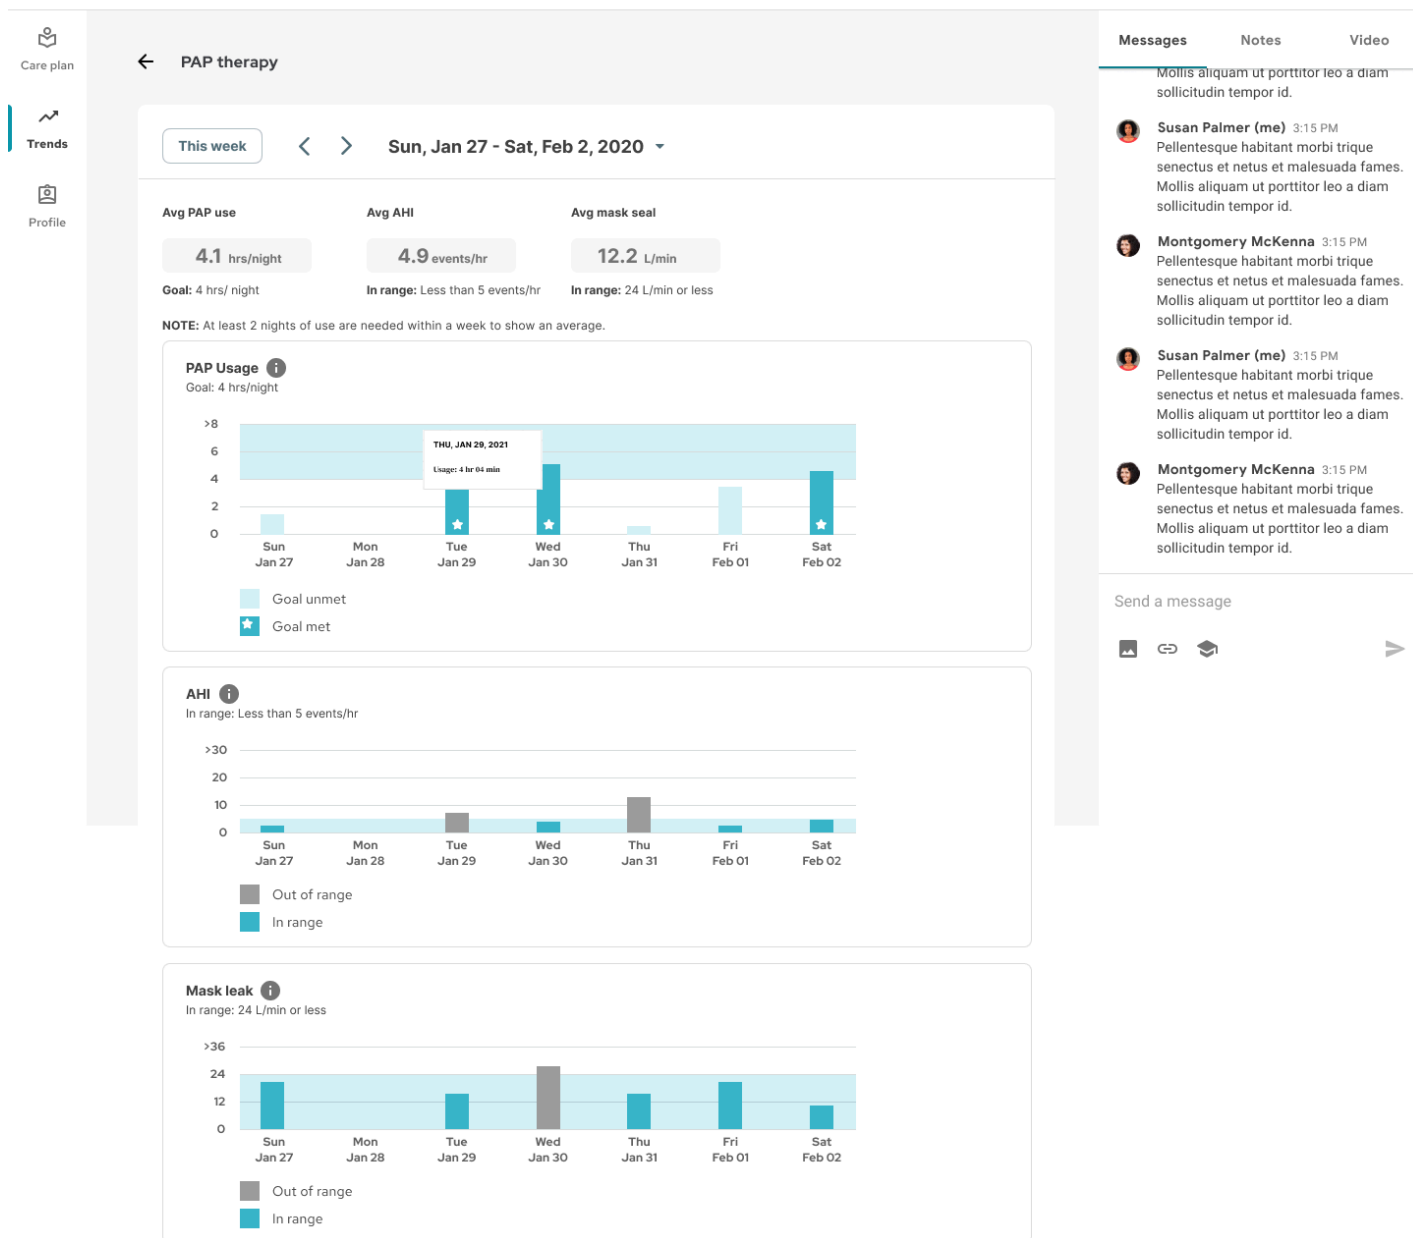 Care plan
Trends
Profile
PAP therapy
This week
Sun, Jan 27 - Sat, Feb 2, 2020
Avg PAP use
Avg AHI
Avg mask seal
4.1 hrs/night
4.9 events/hr
12.2 L/min
Goal: 4 hrs/ night
In range: Less than 5 events/hr
In range: 24 L/min or less
NOTE: At least 2 nights of use are needed within a week to show an average.
PAP Usage
Goal: 4 hrs/night
>8
6
4
2
0
THU, JAN 29, 2021
Usage: 4 hr 04 min
Sun Mon Tue Wed Thu Fri Sat
Jan 27 Jan 28 Jan 29 Jan 30 Jan 31 Feb 01 Feb 02
Goal unmet
Goal met
AHI
In range: Less than 5 events/hr
>30
20
10
0
Sun Mon Tue Wed Thu Fri Sat
Jan 27 Jan 28 Jan 29 Jan 30 Jan 31 Feb 01 Feb 02
Out of range
In range
Mask leak
In range: 24 L/min or less
>36
24
12
0
Sun Mon Tue Wed Thu Fri Sat
Jan 27 Jan 28 Jan 29 Jan 30 Jan 31 Feb 01 Feb 02
Out of range
In range
Messages Notes Video
Mollis aliquam ut porttitor leo a diam
sollicitudin tempor id.
Susan Palmer (me) 3:15 PM
Pellentesque habitant morbi trique
senectus et netus et malesuada fames.
Mollis aliquam ut porttitor leo a diam
sollicitudin tempor id.
Montgomery McKenna 3:15 PM
Pellentesque habitant morbi trique
senectus et netus et malesuada fames.
Mollis aliquam ut porttitor leo a diam
sollicitudin tempor id.
Susan Palmer (me) 3:15 PM
Pellentesque habitant morbi trique
senectus et netus et malesuada fames.
Mollis aliquam ut porttitor leo a diam
sollicitudin tempor id.
Montgomery McKenna 3:15 PM
Pellentesque habitant morbi trique
senectus et netus et malesuada fames.
Mollis aliquam ut porttitor leo a diam
sollicitudin tempor id.
Send a message